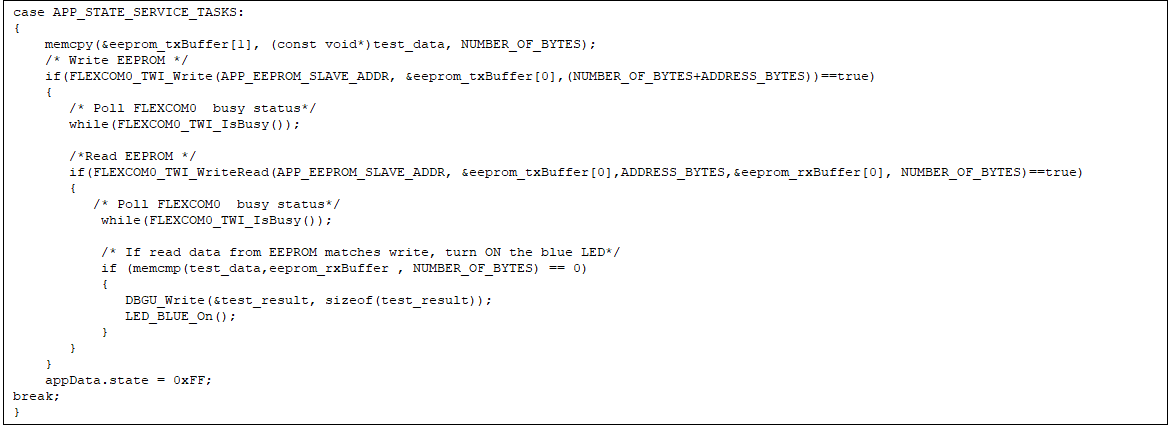 case APP_STATE_SERVICE_TASKS:
{
    memcpy(&eeprom_txBuffer[1], (const void*)test_data, NUMBER_OF_BYTES);
    /* Write EEPROM */
    if(FLEXCOM0_TWI_Write(APP_EEPROM_SLAVE_ADDR, &eeprom_txBuffer[0],(NUMBER_OF_BYTES+ADDRESS_BYTES))==true)
    {
       /* Poll FLEXCOM0  busy status*/
       while(FLEXCOM0_TWI_IsBusy());

       /*Read EEPROM */
       if(FLEXCOM0_TWI_WriteRead(APP_EEPROM_SLAVE_ADDR, &eeprom_txBuffer[0],ADDRESS_BYTES,&eeprom_rxBuffer[0], NUMBER_OF_BYTES)==true)
       {
          /* Poll FLEXCOM0  busy status*/
           while(FLEXCOM0_TWI_IsBusy());

           /* If read data from EEPROM matches write, turn ON the blue LED*/
           if (memcmp(test_data,eeprom_rxBuffer , NUMBER_OF_BYTES) == 0)
           {
              DBGU_Write(&test_result, sizeof(test_result));
              LED_BLUE_On();
           }
       }
    }
    appData.state = 0xFF;
break;
}